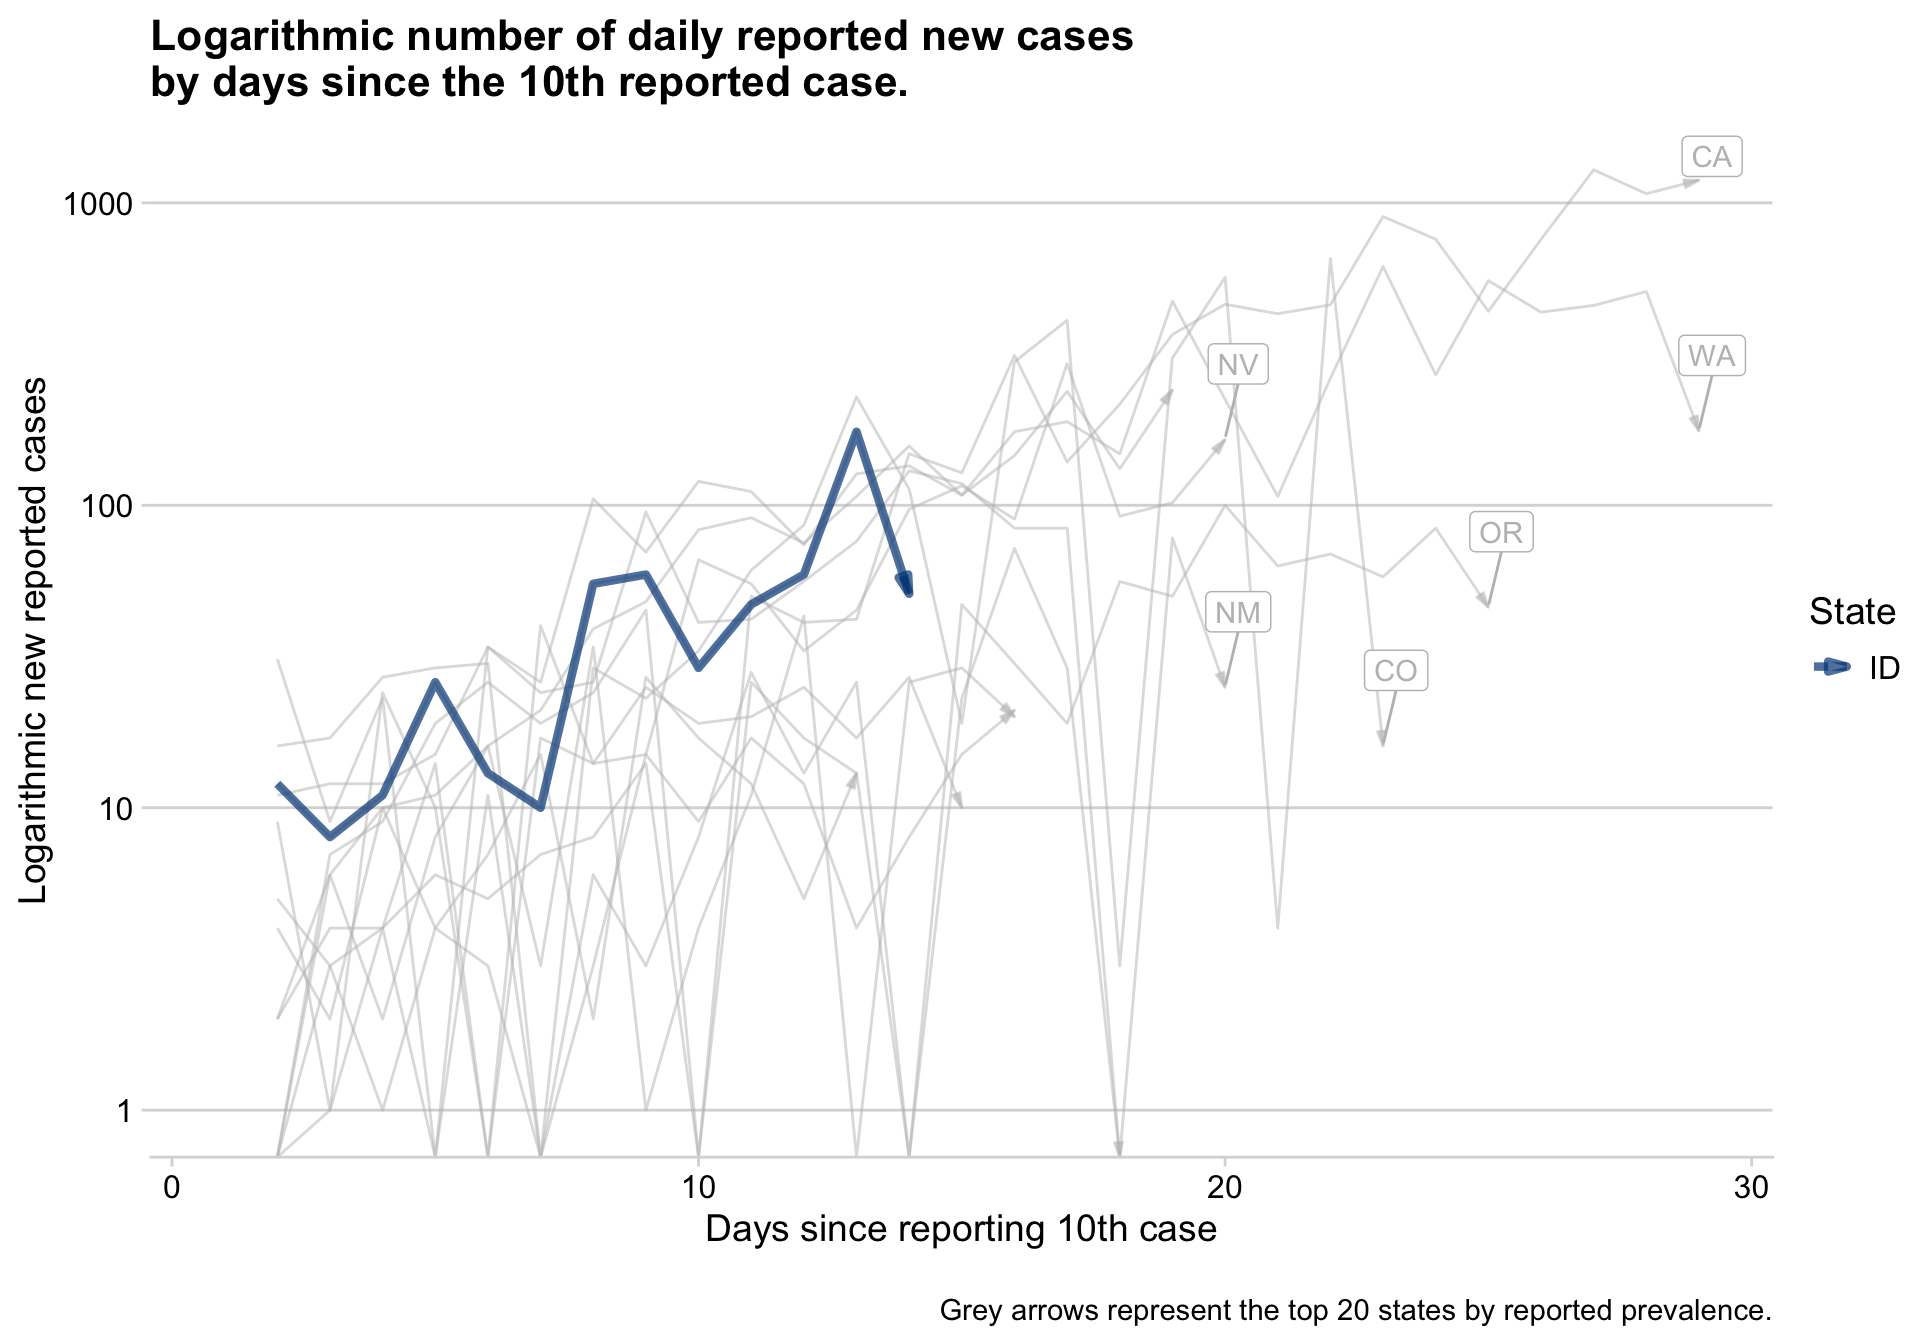 Logarithmic number of daily reported new cases
by days since the 10th reported case.
Logarithmic new reported cases
1000
100
10
1
CA
WA
NV
OR
NM
CO
State
ID
0
10
20
30
Days since reporting 10th case
Grey arrows represent the top 20 states by reported prevalence.